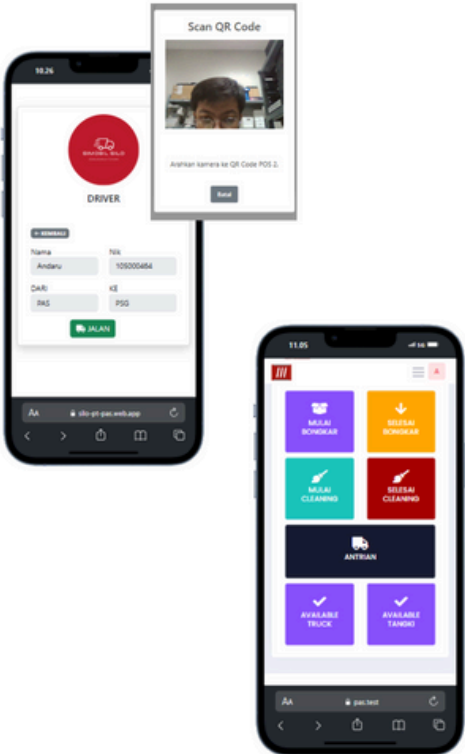 Scan QR Code
Arahkan kamera ke QR Code POS 2.
Batal
10.26
DRIVER
← KEMBALI
Nama
Nik
Andaru
DARI
KE
PAS
PSG
JALAN
AA
silo-pt-pas.web.app
11.05
A
MULAI
BONGKAR
SELESAI
BONGKAR
MULAI
CLEANING
SELESAI
CLEANING
ANTRIAN
AVAILABLE
TRUCK
AVAILABLE
TANGKI
AA
pas.test